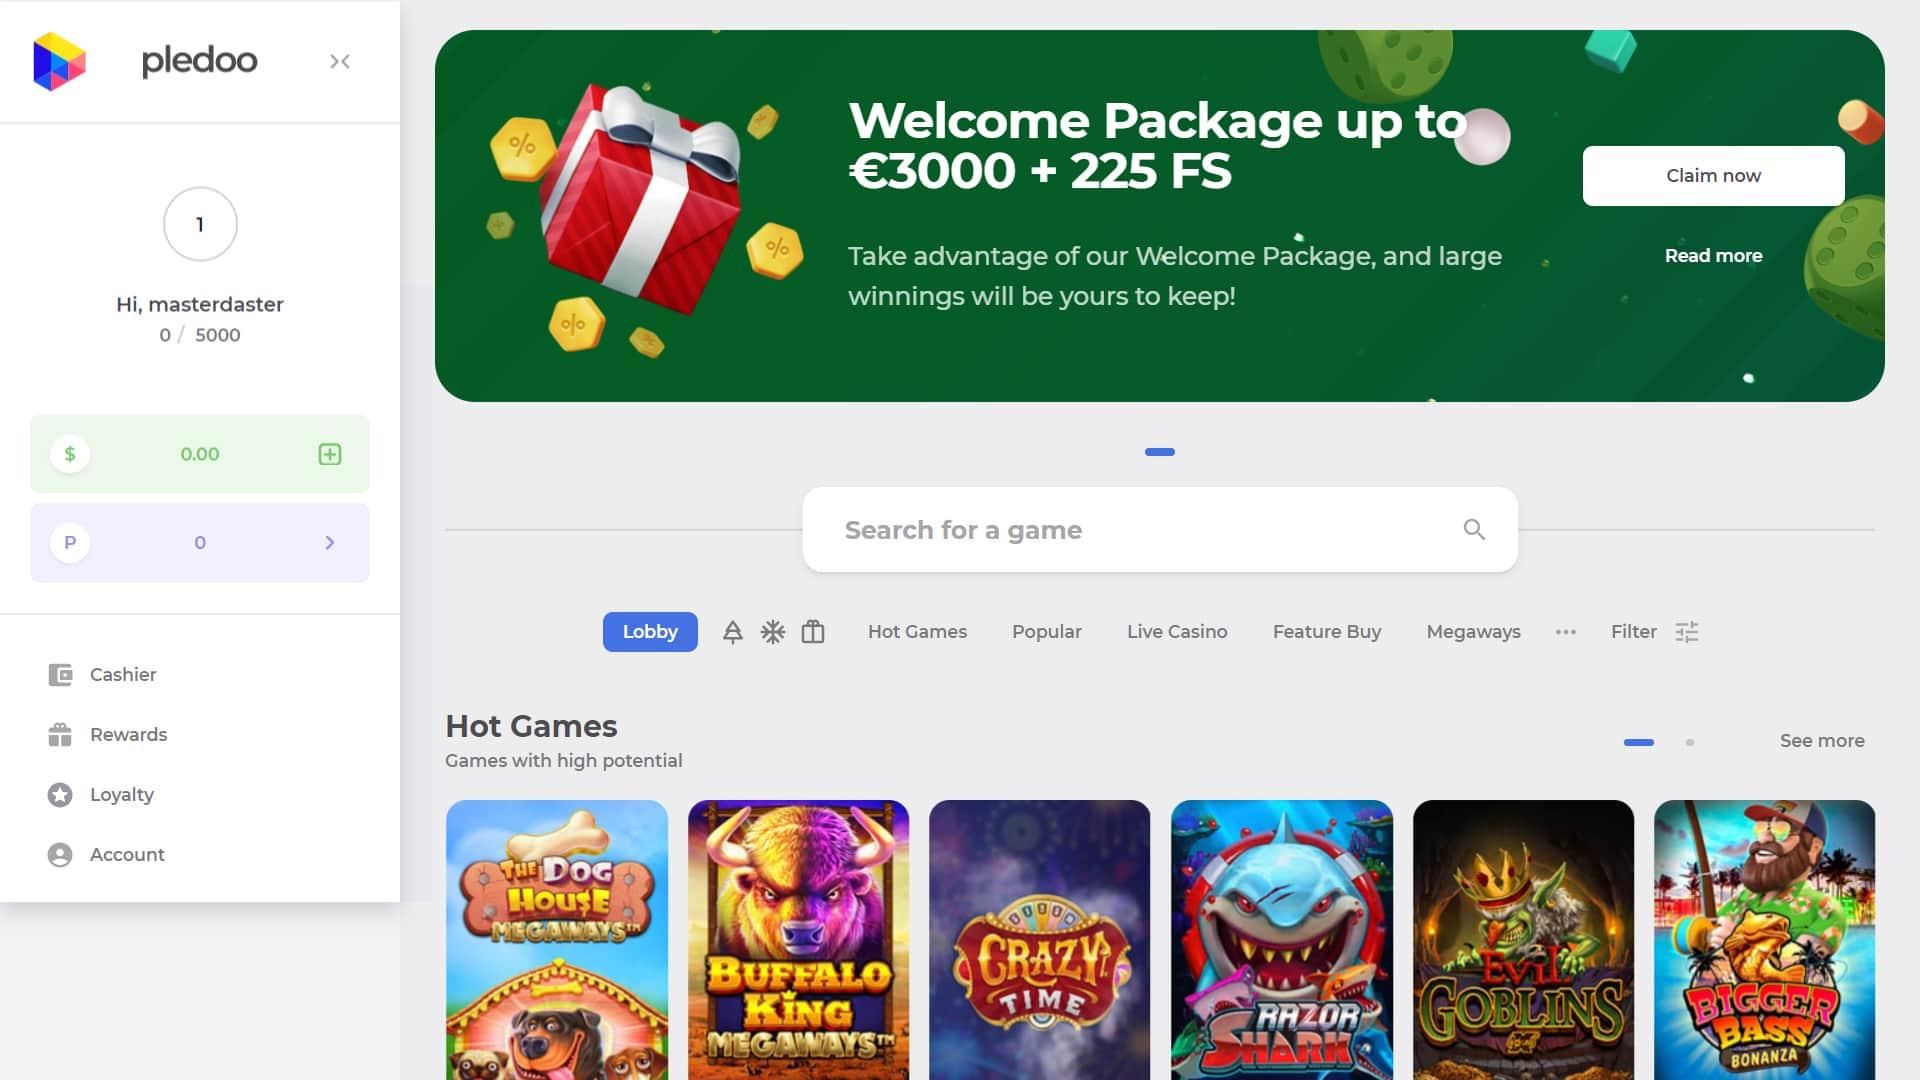 pledoo
1
Hi, masterdaster
0 / 5000
$ 0.00
P 0
Cashier
Rewards
Loyalty
Account
Welcome Package up to
€3000 + 225 FS
Take advantage of our Welcome Package, and large
winnings will be yours to keep!
Claim now
Read more
Search for a game
Lobby Hot Games Popular Live Casino Feature Buy Megaways ... Filter
Hot Games
Games with high potential
See more
THE DOG
HOUSE
MEGAWAYS™
BUFFALO
KING
MEGAWAYS™
CRAZY
TIME
RAZOR
SHARK
EVIL
GOBLINS
BIGGER
BASS
BONANZA